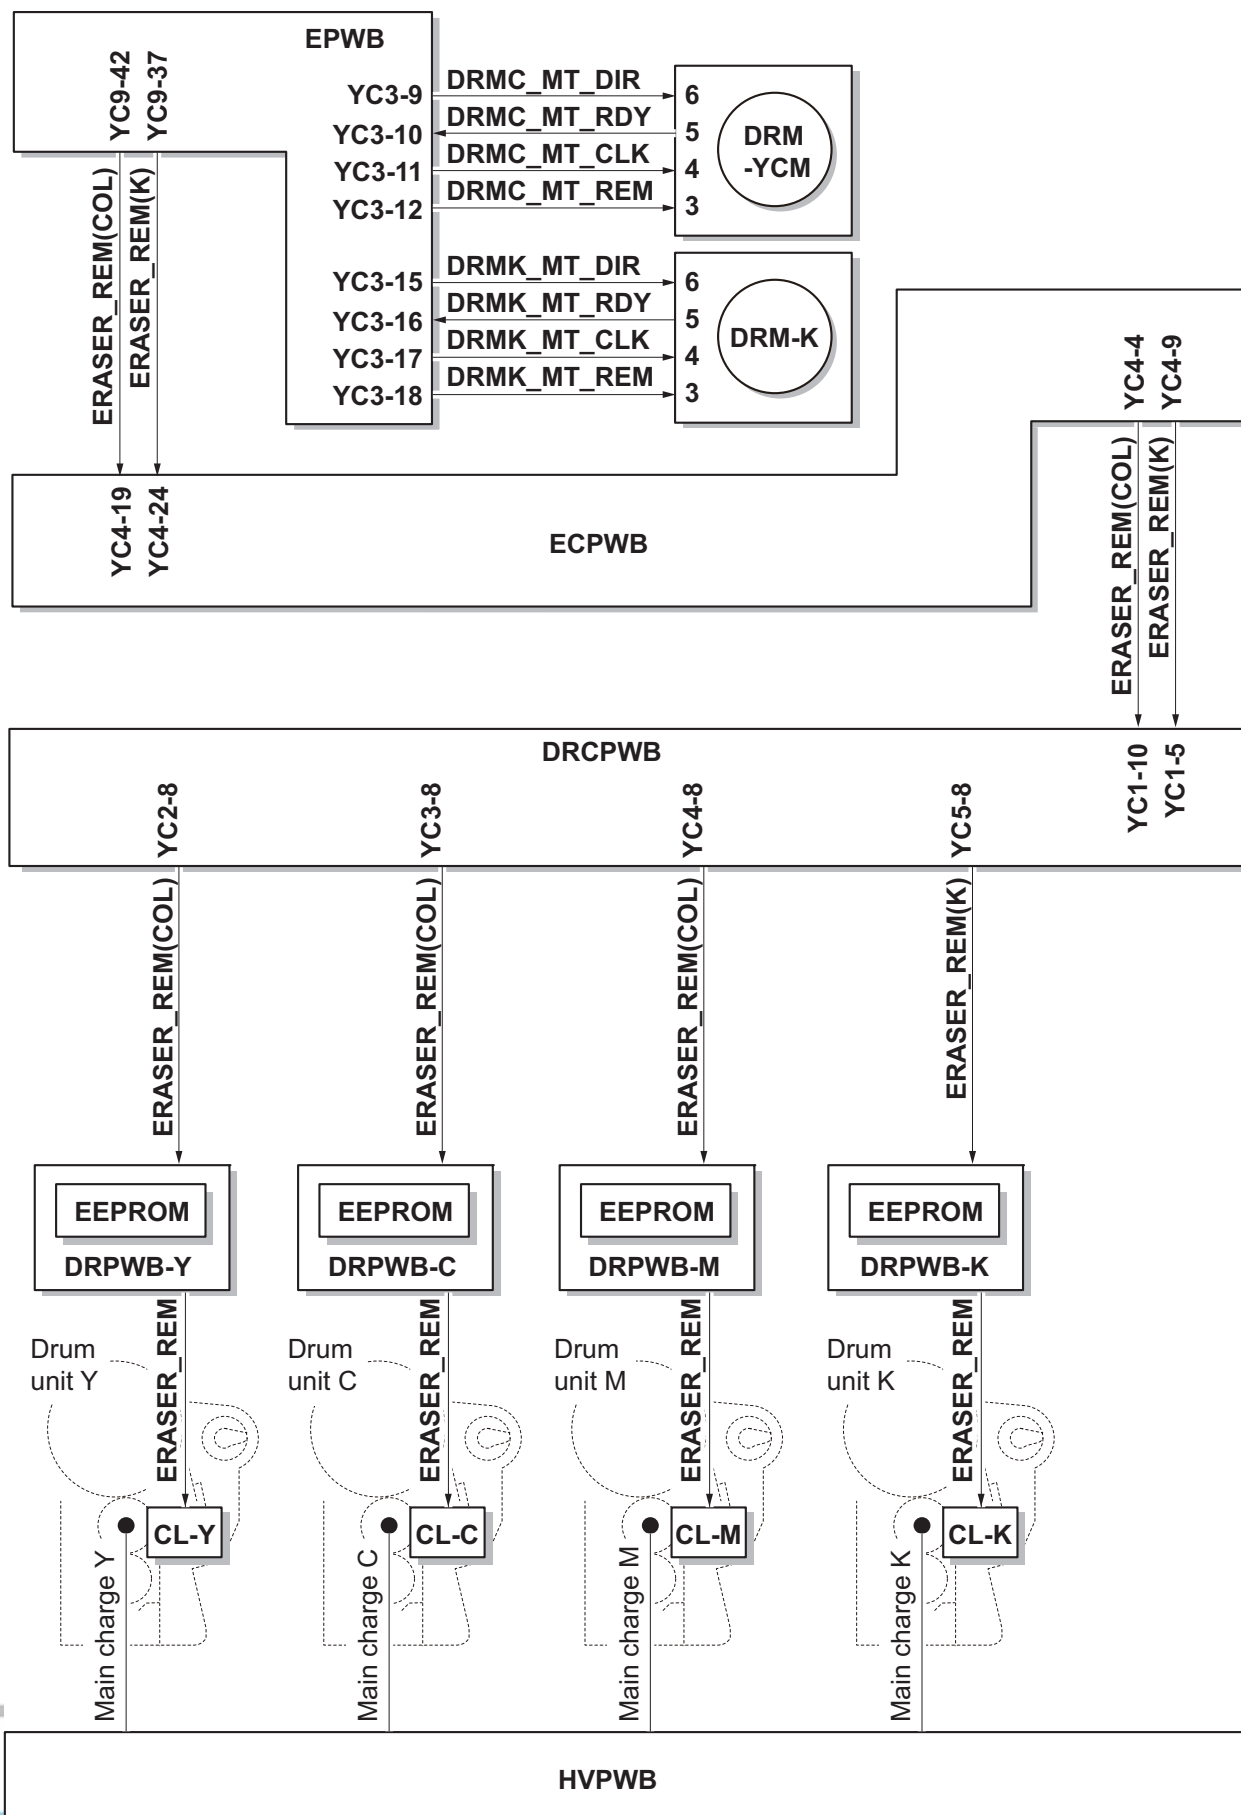 EPWB
YC9-42
YC9-37
YC3-9
DRMC_MT_DIR
6
YC3-10
DRMC_MT_RDY
5
YC3-11
DRMC_MT_CLK
4
YC3-12
DRMC_MT_REM
3
DRM
-YCM
YC3-15
DRMK_MT_DIR
6
YC3-16
DRMK_MT_RDY
5
YC3-17
DRMK_MT_CLK
4
YC3-18
DRMK_MT_REM
3
DRM-K
ERASER_REM(COL)
ERASER_REM(K)
YC4-19
YC4-24
ECPWB
YC4-4
YC4-9
ERASER_REM(COL)
ERASER_REM(K)
DRCPWB
YC1-10
YC1-5
YC2-8
YC3-8
YC4-8
YC5-8
ERASER_REM(COL)
ERASER_REM(COL)
ERASER_REM(COL)
ERASER_REM(K)
EEPROM
DRPWB-Y
EEPROM
DRPWB-C
EEPROM
DRPWB-M
EEPROM
DRPWB-K
Drum
unit Y
ERASER_REM
Drum
unit C
ERASER_REM
Drum
unit M
ERASER_REM
Drum
unit K
ERASER_REM
CL-Y
CL-C
CL-M
CL-K
Main charge Y
Main charge C
Main charge M
Main charge K
HVPWB